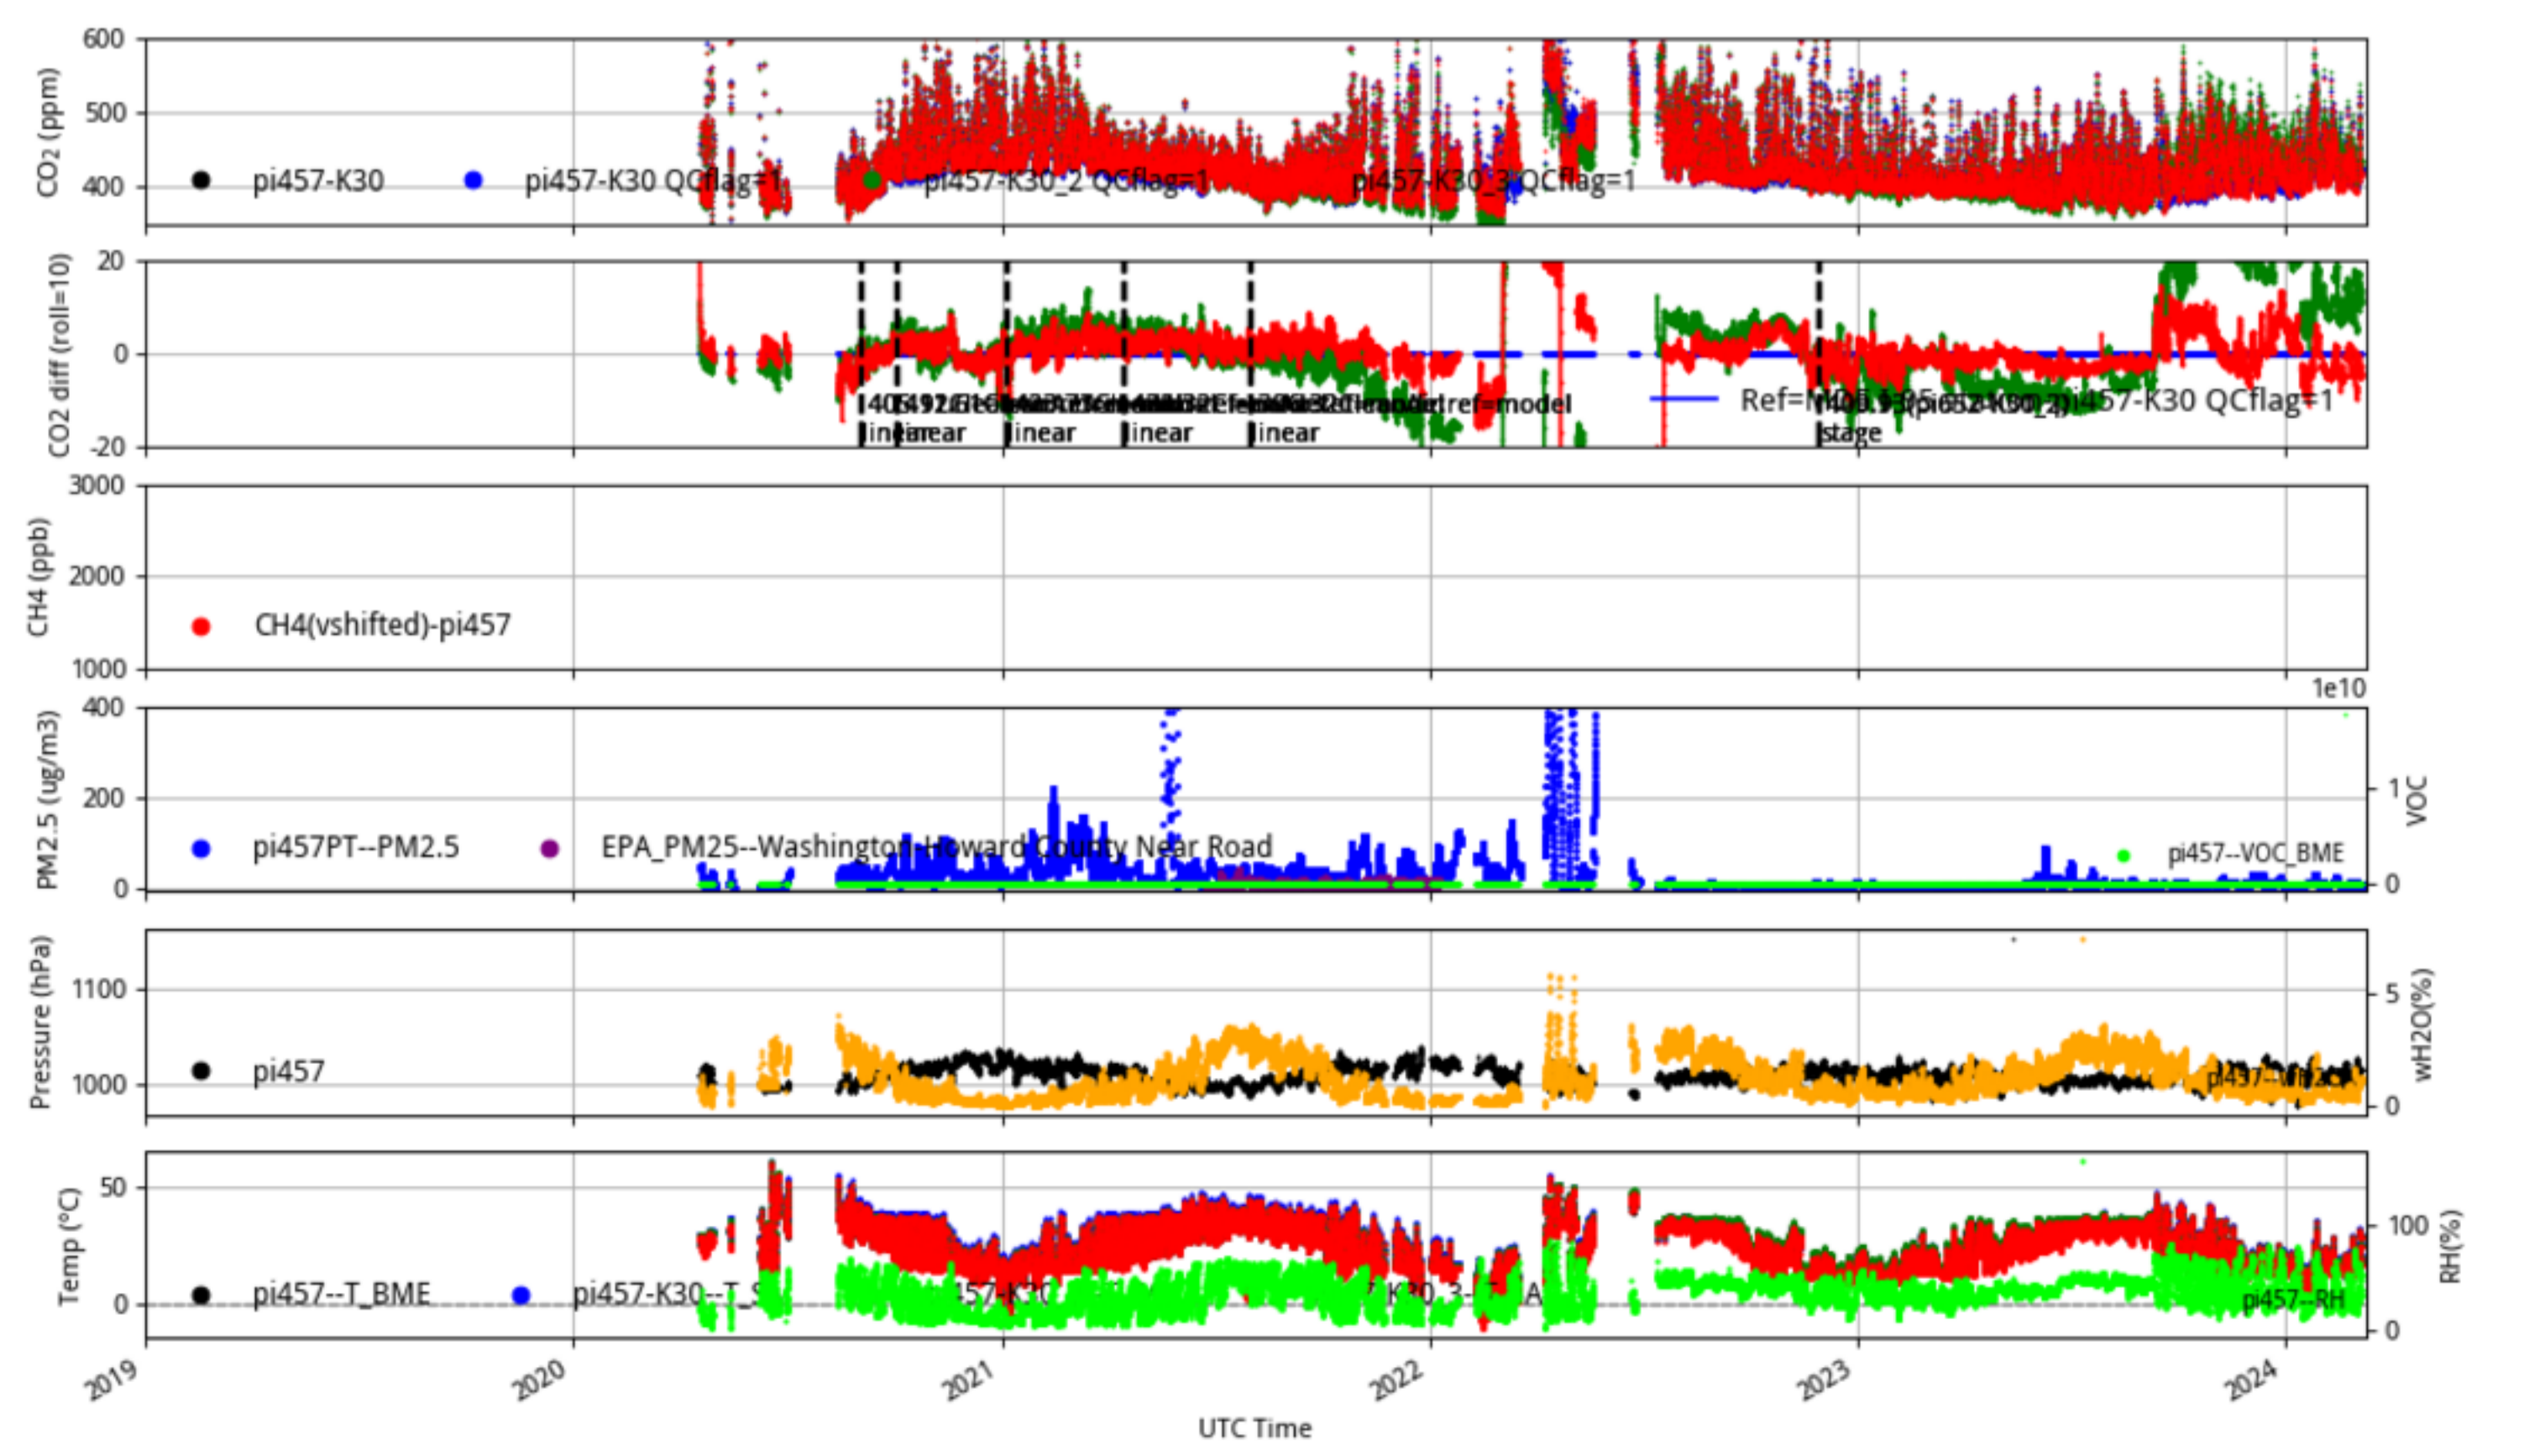 600
500
400
CO2 (ppm)
pi457-K30
pi457-K30 QCflag=1
pi457-K30_2 QCflag=1
pi457-K30_3 QCflag=1
20
0
-20
CO2 diff (roll=10)
ref=model
linear
linear
linear
linear
linear
pi457-K30 QCflag=1
stage
3000
2000
1000
CH4 (ppb)
CH4(vshifted)-pi457
1e10
400
200
0
PM2.5 (ug/m3)
pi457PT--PM2.5
EPA_PM25--Washington-Howard County Near Road
pi457--VOC_BME
1
0
VOC
1100
1000
Pressure (hPa)
pi457
5
0
wH2O(%)
50
0
Temp (°C)
pi457--T_BME
pi457--RH
100
0
RH(%)
2019
2020
2021
2022
2023
2024
UTC Time